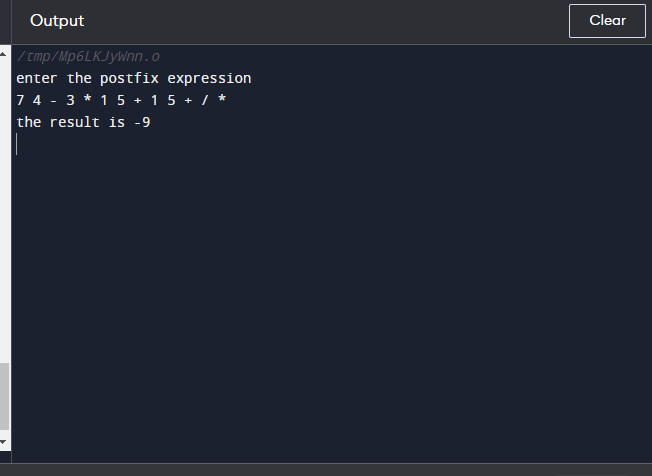 Output
Clear
/tmp/Mp6LKJyWnn.o
enter the postfix expression
7 4 - 3 * 1 5 + 1 5 + / *
the result is -9